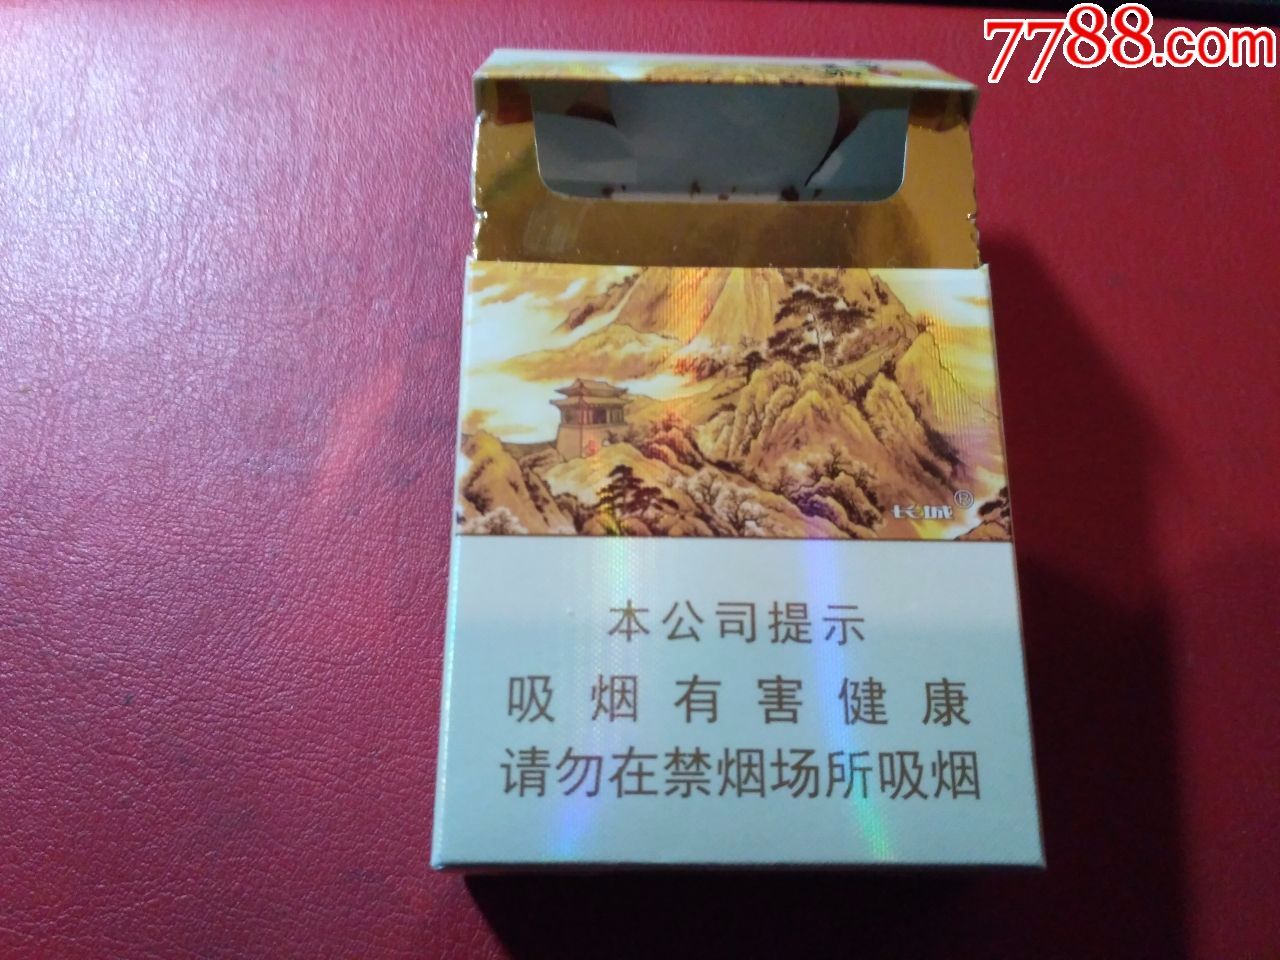 7788.com
长城®
本公司提示
吸烟有害健康
请勿在禁烟场所吸烟